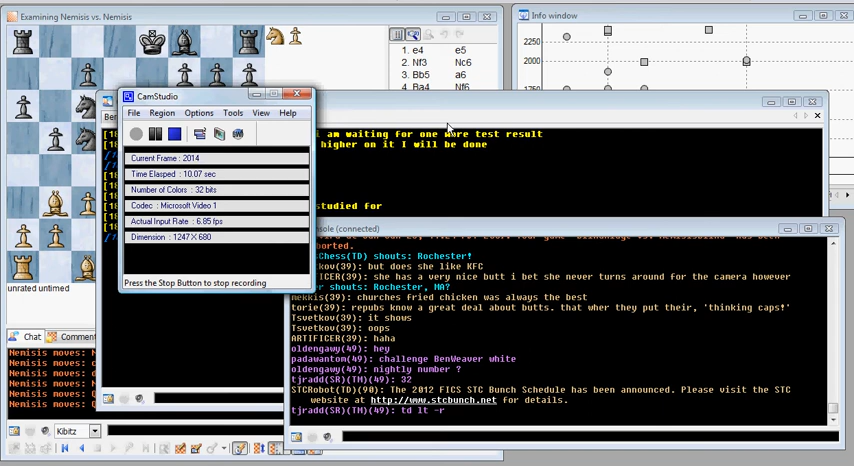 Examining Nemisis vs. Nemisis
Info window
1. e4 e5
2. Nf3 Nc6
3. Bb5 a6
4. Ba4 Nf6
2250
2000
CamStudio
File Region Options Tools View Help
Current Frame : 2014
Time Elasped : 10.07 sec
Number of Colors : 32 bits
Codec : Microsoft Video 1
Actual Input Rate : 6.85 fps
Dimension : 1247 X 680
Press the Stop Button to stop recording
i am waiting for one more test result
higher on it I will be done
studied for
unrated untimed
Chat Comment
Nemisis moves:
Nemisis moves:
Nemisis moves:
Nemisis moves:
Nemisis moves:
Kibitz
nsole (connected)
borted.
sChess(TD) shouts: Rochester!
kov(39): but does she like KFC
FICER(39): she has a very nice butt i bet she never turns around for the camera however
er shouts: Rochester, MA?
hekkis(39): churches fried chicken was always the best
torie(39): repubs know a great deal about butts. that wher they put their, 'thinking caps!'
Tsvetkov(39): it shows
Tsvetkov(39): oops
ARTIFICER(39): haha
oldengawy(49): hey
padawantom(49): challenge BenWeaver white
oldengawy(49): nightly number ?
tjradd(SR)(TM)(49): 32
STCRobot(TD)(90): The 2012 FICS STC Bunch Schedule has been announced. Please visit the STC
website at http://www.stcbunch.net for details.
tjradd(SR)(TM)(49): td lt -r